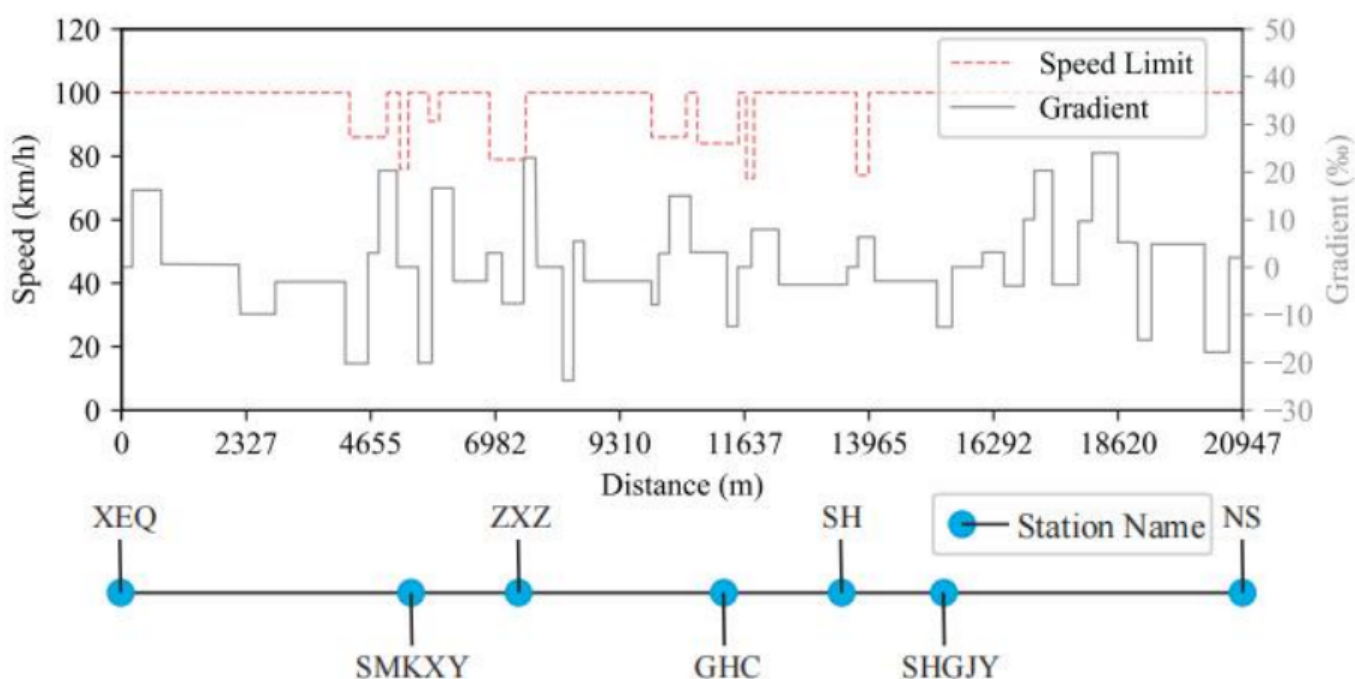 120
100
80
60
40
20
0
Speed (km/h)
50
40
30
20
10
0
−10
−20
−30
Gradient (‰)
Speed Limit
Gradient
0 2327 4655 6982 9310 11637 13965 16292 18620 20947
Distance (m)
XEQ ZXZ SH NS
Station Name
SMKXY GHC SHGJY